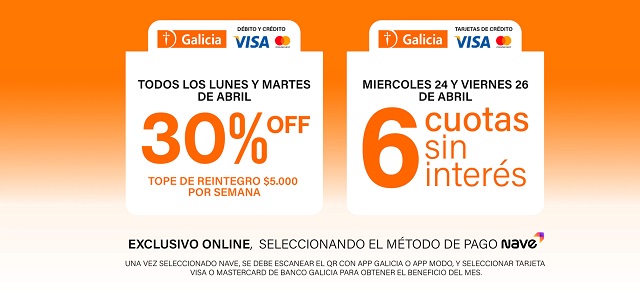 Galicia
DÉBITO Y CRÉDITO
VISA
TODOS LOS LUNES Y MARTES
DE ABRIL
30% OFF
TOPE DE REINTEGRO $5.000
POR SEMANA
Galicia
TARJETAS DE CRÉDITO
VISA
MIERCOLES 24 Y VIERNES 26
DE ABRIL
6 cuotas
sin
interés
EXCLUSIVO ONLINE, SELECCIONANDO EL MÉTODO DE PAGO nave
UNA VEZ SELECCIONADO NAVE, SE DEBE ESCANEAR EL QR CON APP GALICIA O APP MODO, Y SELECCIONAR TARJETA
VISA O MASTERCARD DE BANCO GALICIA PARA OBTENER EL BENEFICIO DEL MES.